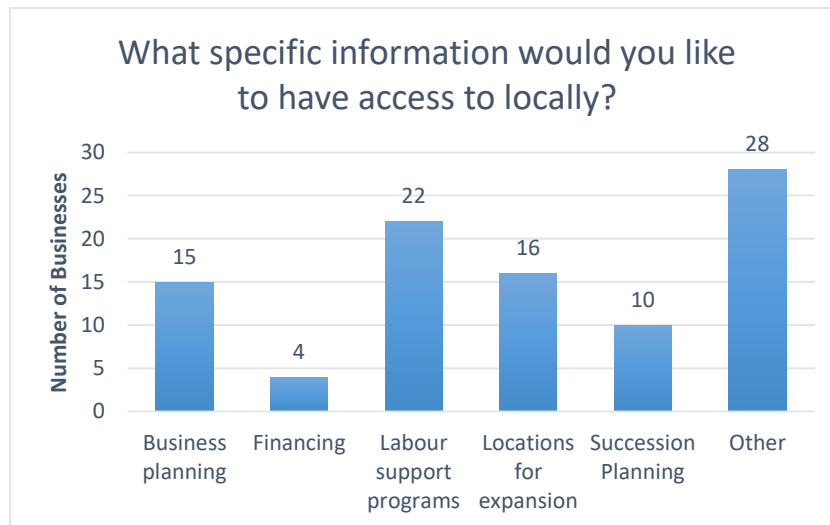 What specific information would you like
to have access to locally?
Number of Businesses
30
25
20
15
10
5
0
15
4
22
16
10
28
Business
planning
Financing
Labour
support
programs
Locations
for
expansion
Succession
Planning
Other